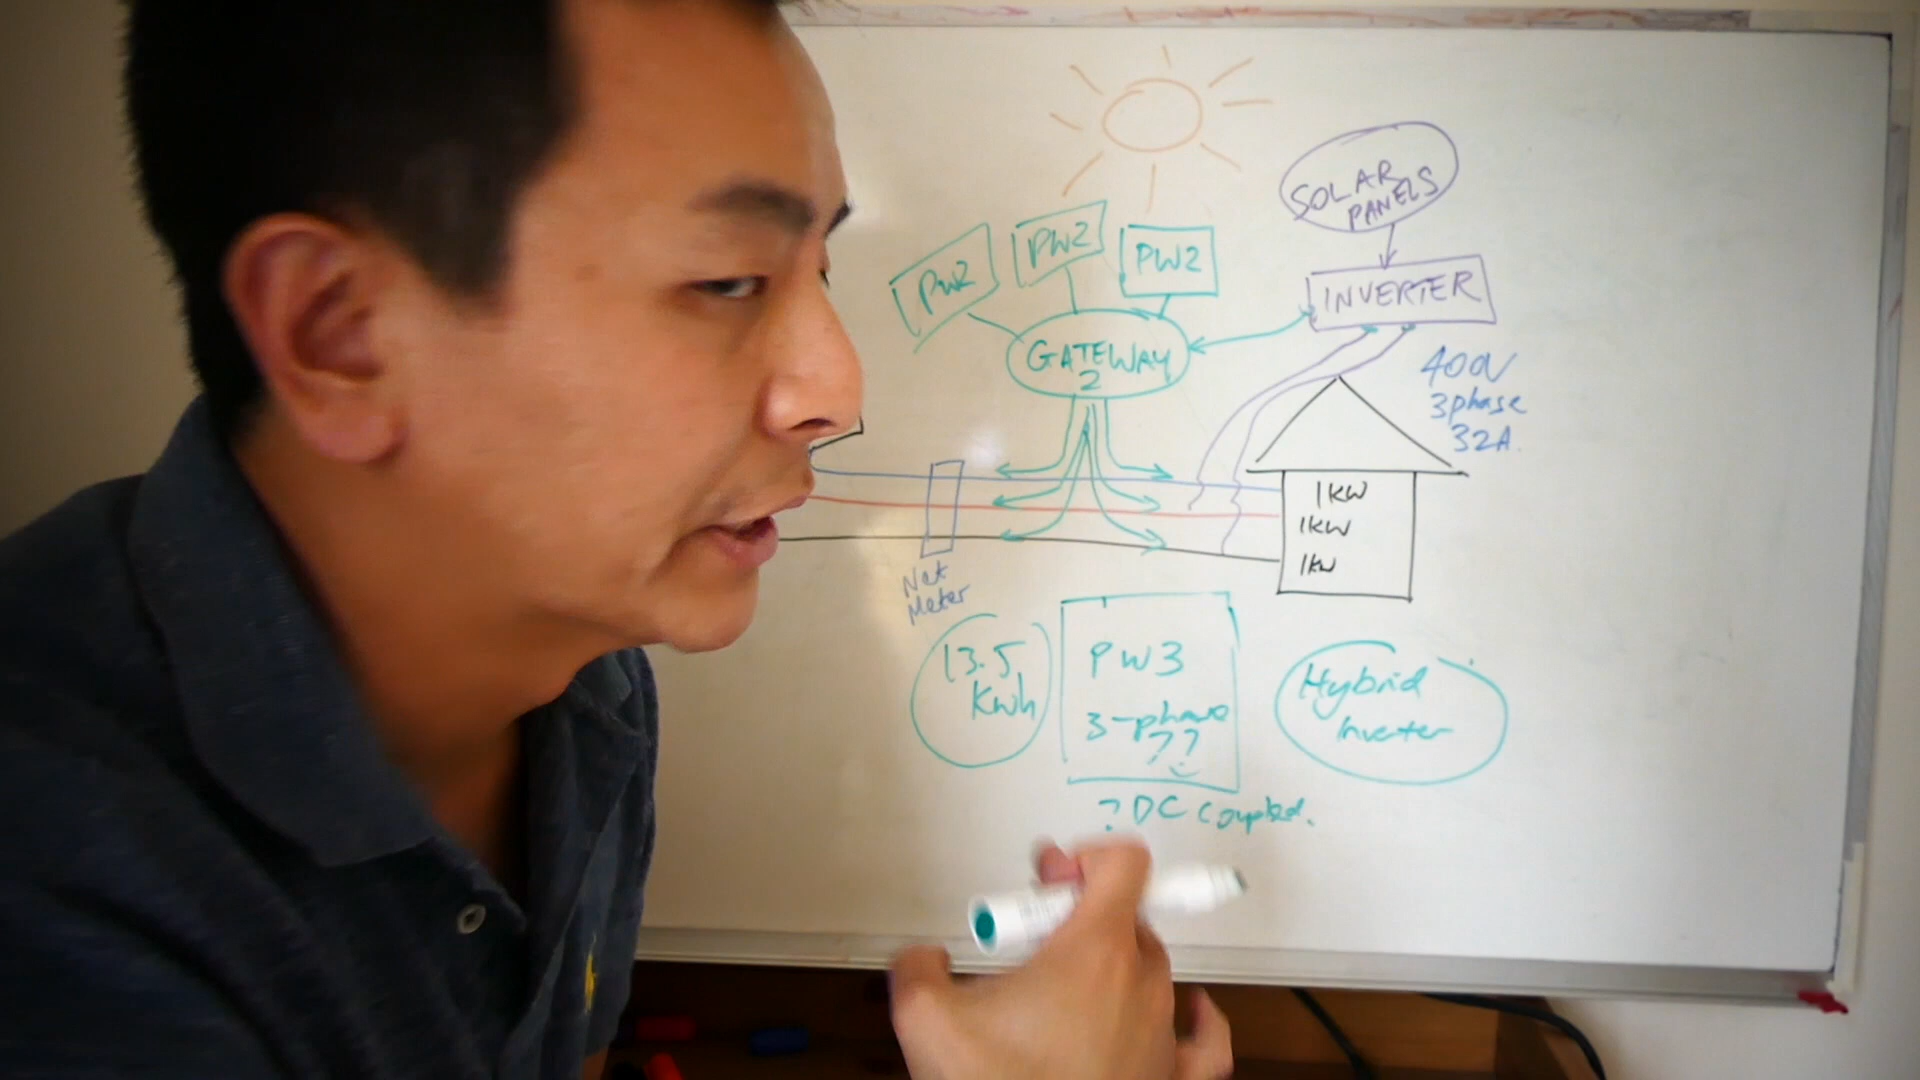 SOLAR
PANELS
PW2
PW2
PW2
INVERTER
GATEWAY
2
400V
3phase
32A.
1KW
1KW
1KW
Net
Meter
13.5
Kwh
PW3
3-phase
??
Hybrid
Inverter
? DC Coupled.